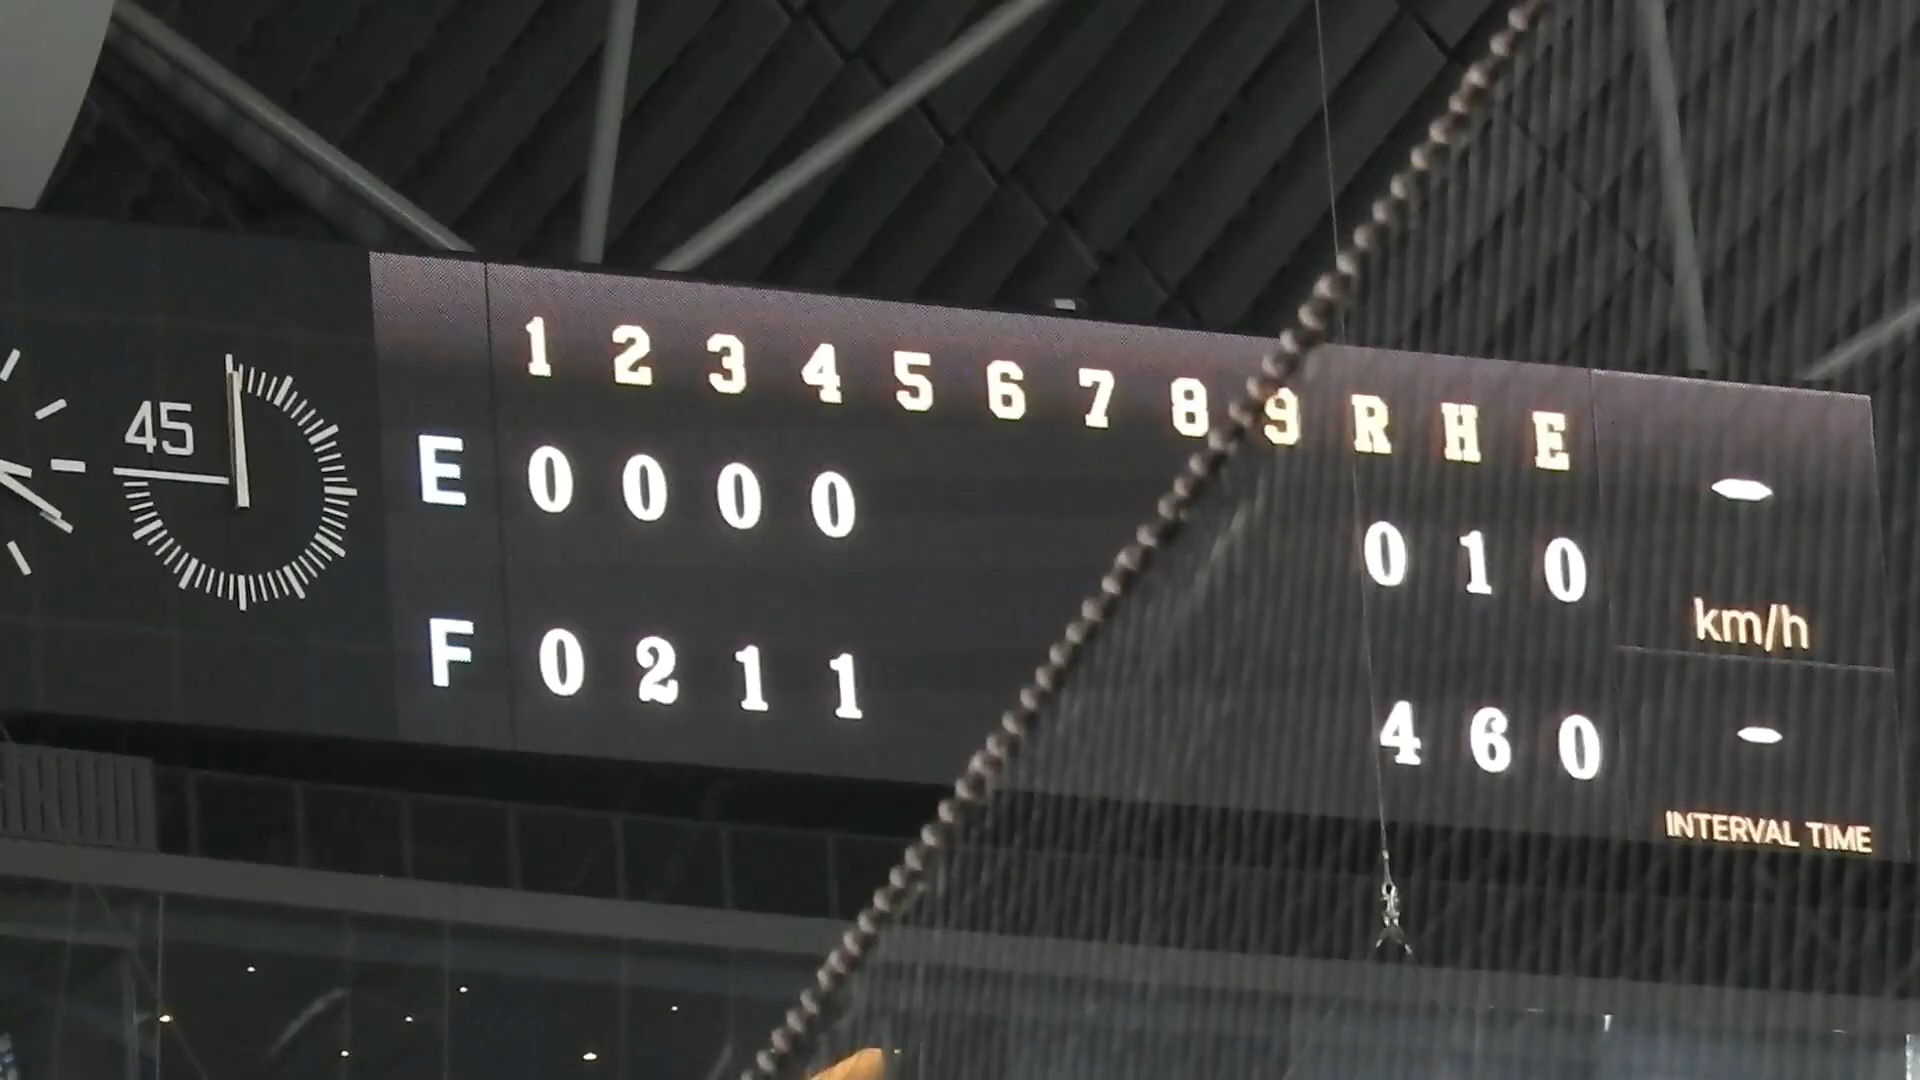 45
1 2 3 4 5 6 7 8 9 R H E
E 0 0 0 0 0 1 0
F 0 2 1 1 4 6 0
-
km/h
-
INTERVAL TIME